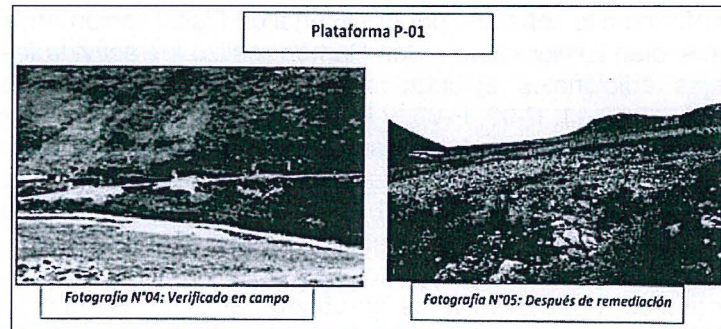 Plataforma P-01
Fotografía N°04: Verificado en campo
Fotografía N°05: Después de remediación